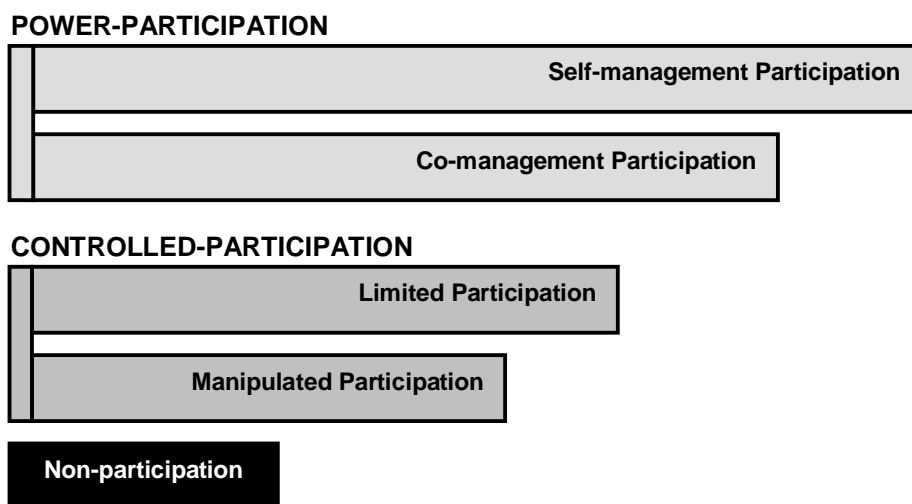 POWER-PARTICIPATION
Self-management Participation
Co-management Participation
CONTROLLED-PARTICIPATION
Limited Participation
Manipulated Participation
Non-participation